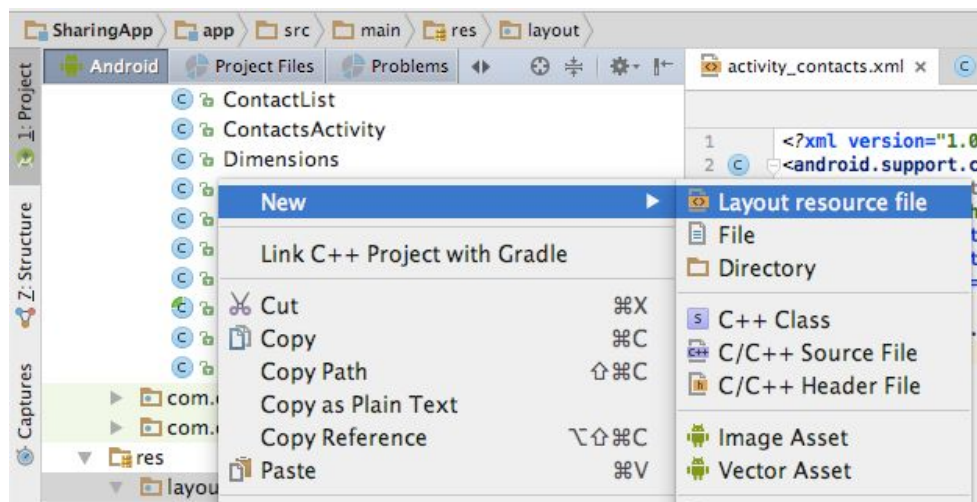 SharingApp app src main res layout
Android Project Files Problems activity_contacts.xml
1: Project
Z: Structure
Captures
ContactList
ContactsActivity
Dimensions
com.
com.
res
layou
New
Link C++ Project with Gradle
Cut ⌘X
Copy ⌘C
Copy Path ⇧⌘C
Copy as Plain Text
Copy Reference ⌥⇧⌘C
Paste ⌘V
Layout resource file
File
Directory
C++ Class
C/C++ Source File
C/C++ Header File
Image Asset
Vector Asset
1 <?xml version="1.0
2 <android.support.c